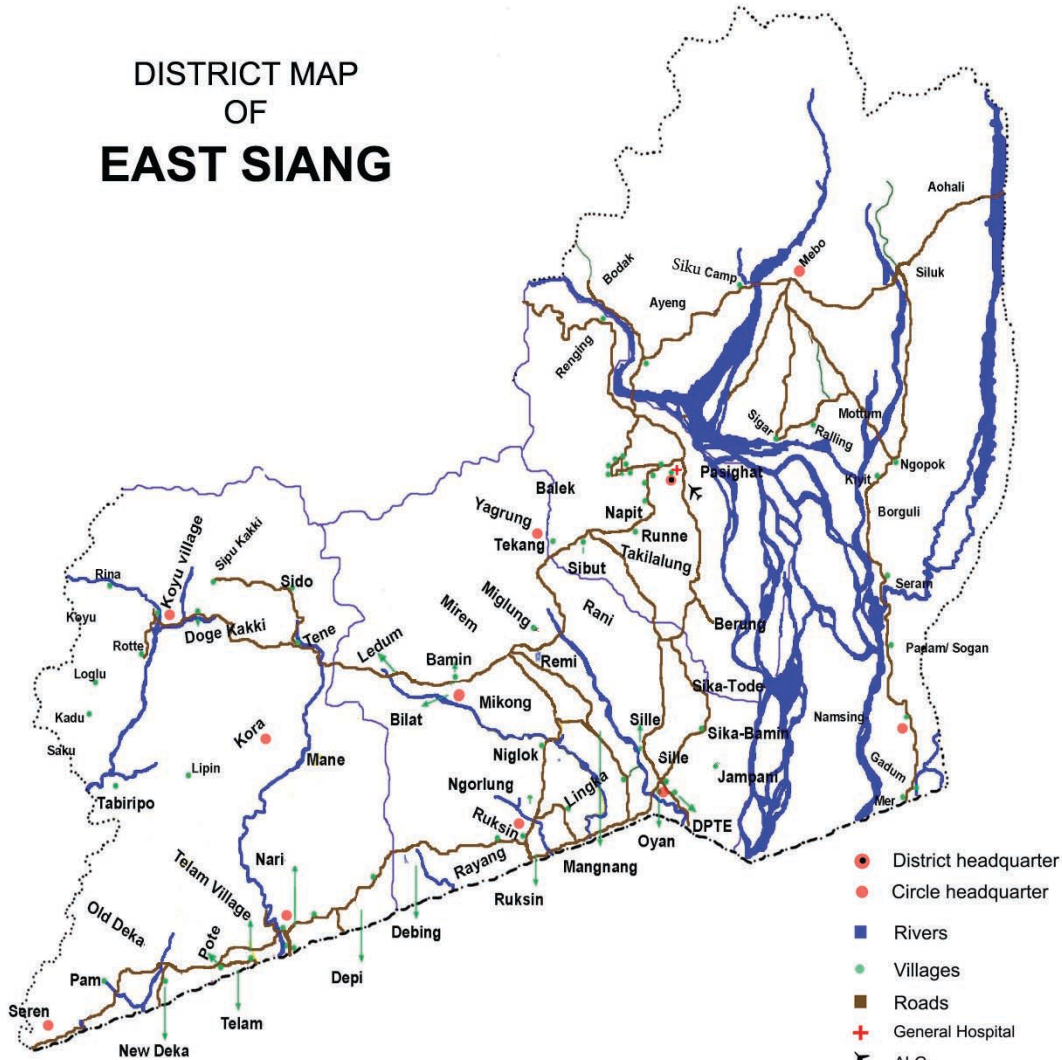 DISTRICT MAP
OF
EAST SIANG
Aohali
Mebo
Siku Camp
Siluk
Bodak
Ayeng
Renging
Mottum
Sigar
Ralling
Ngopok
Pasighat
Kiyit
Balek
Napit
Borguli
Yagrung
Tekang
Runne
Sibut
Takilalung
Koyu village
Sipu Kakki
Rina
Sido
Seram
Miglung
Rani
Koyu
Doge Kakki
Mirem
Berung
Rotte
Tene
Ledum
Bamin
Remi
Padam/ Sogan
Loglu
Sika-Tode
Mikong
Kadu
Bilat
Sille
Namsing
Kora
Sika-Bamin
Saku
Mane
Niglok
Sille
Lipin
Jampani
Gadum
Tabiripo
Ngorlung
Lingka
Mer
Ruksin
DPTE
Oyan
Nari
Rayang
Mangnang
Telam Village
Ruksin
Old Deka
Pote
Debing
Depi
Pam
Seren
Telam
New Deka
District headquarter
Circle headquarter
Rivers
Villages
Roads
General Hospital